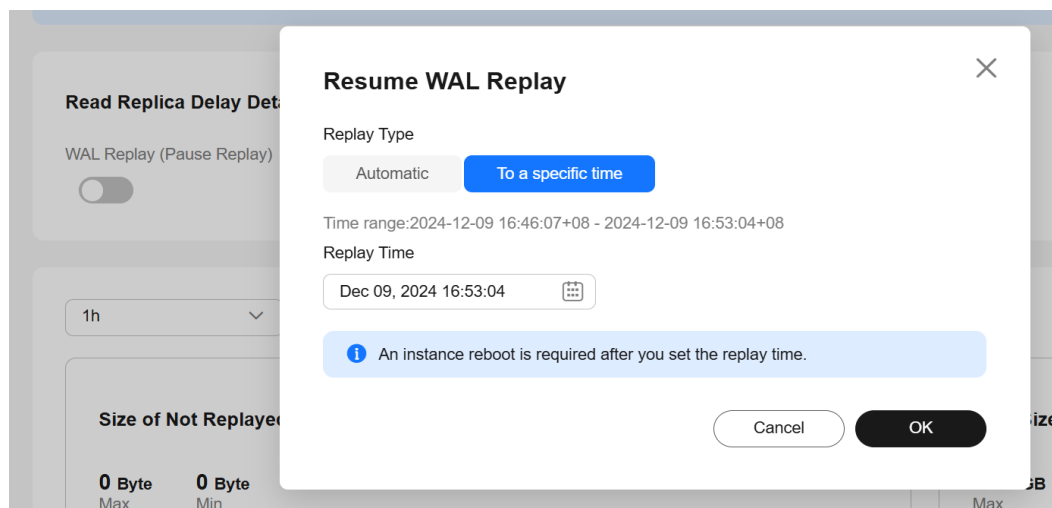 Resume WAL Replay
Read Replica Delay
Replay Type
WAL Replay (Pause Replay)
Automatic
To a specific time
Time range:2024-12-09 16:46:07+08 - 2024-12-09 16:53:04+08
Replay Time
Dec 09, 2024 16:53:04
1h
An instance reboot is required after you set the replay time.
Size of Not
Cancel
OK
0 Byte
0 Byte
GB
Max
Min
Max